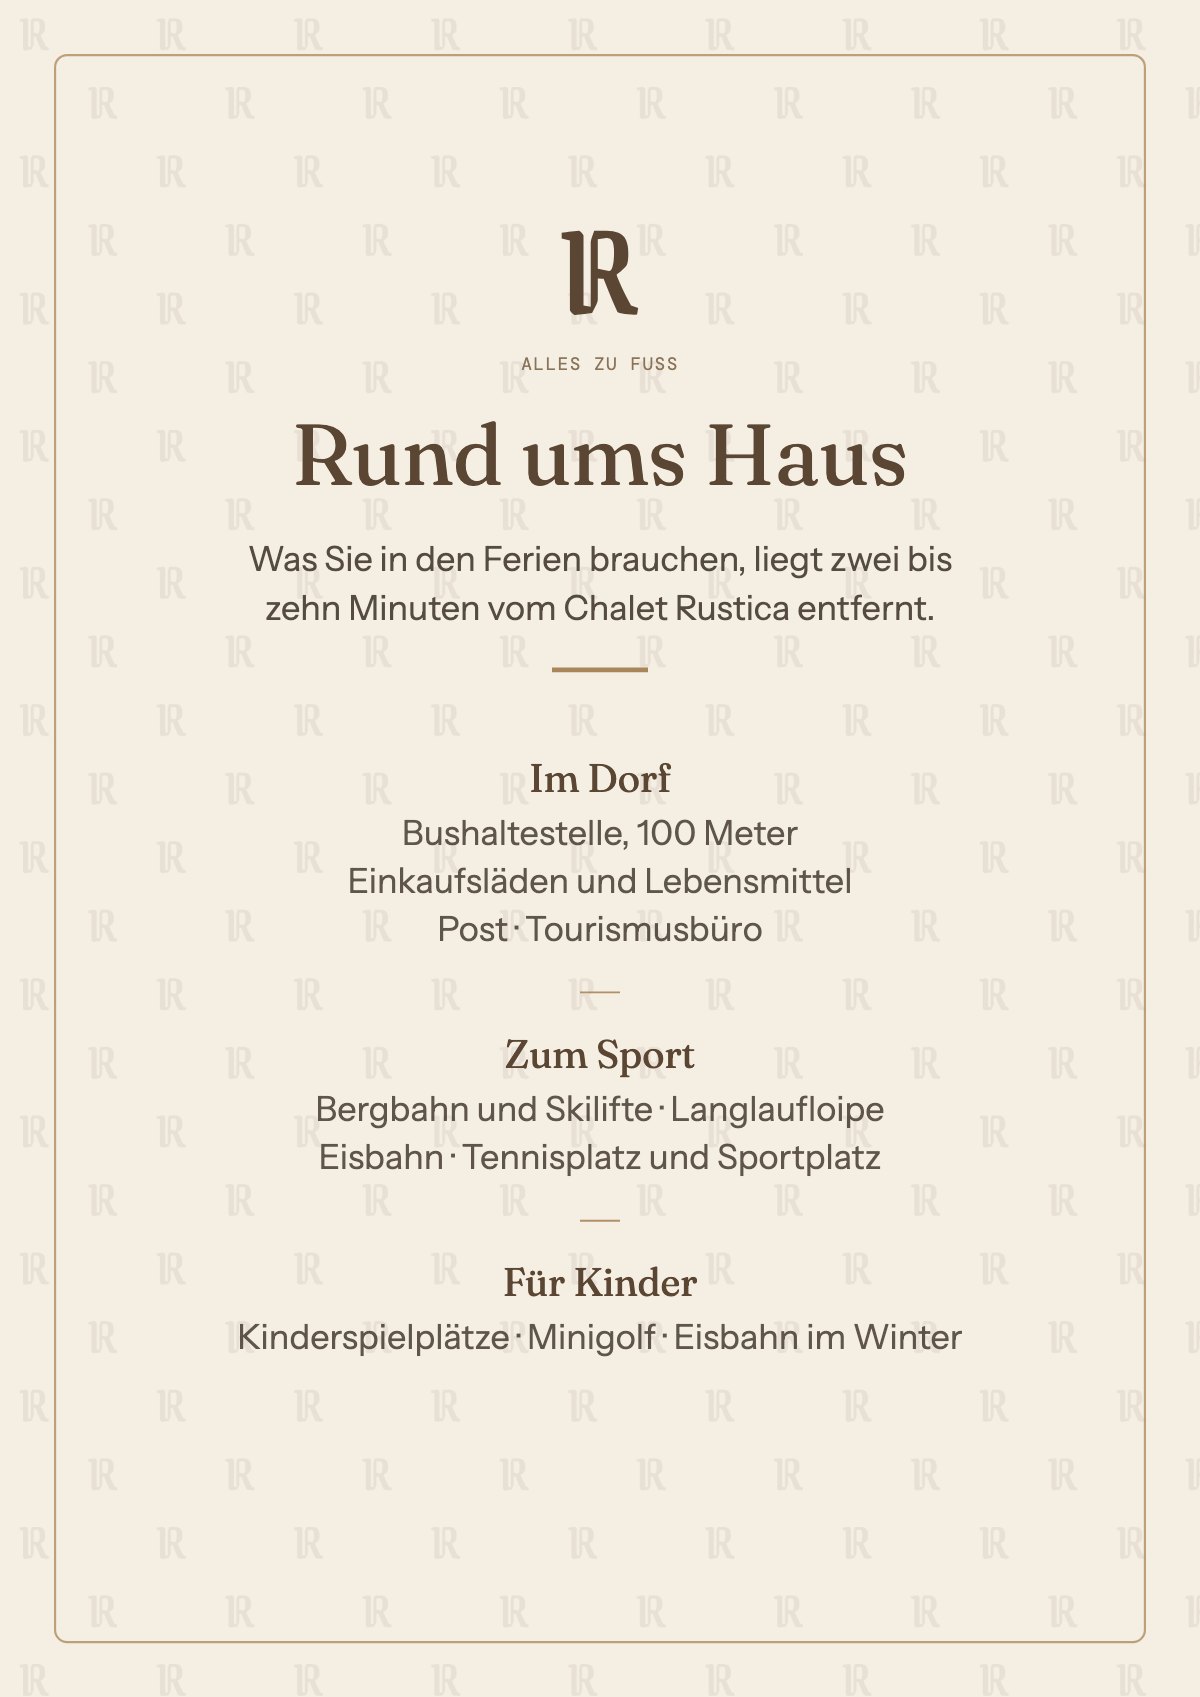 R
ALLES ZU FUSS
Rund ums Haus
Was Sie in den Ferien brauchen, liegt zwei bis
zehn Minuten vom Chalet Rustica entfernt.
Im Dorf
Bushaltestelle, 100 Meter
Einkaufsläden und Lebensmittel
Post · Tourismusbüro
Zum Sport
Bergbahn und Skilifte · Langlaufloipe
Eisbahn · Tennisplatz und Sportplatz
Für Kinder
Kinderspielplätze · Minigolf · Eisbahn im Winter